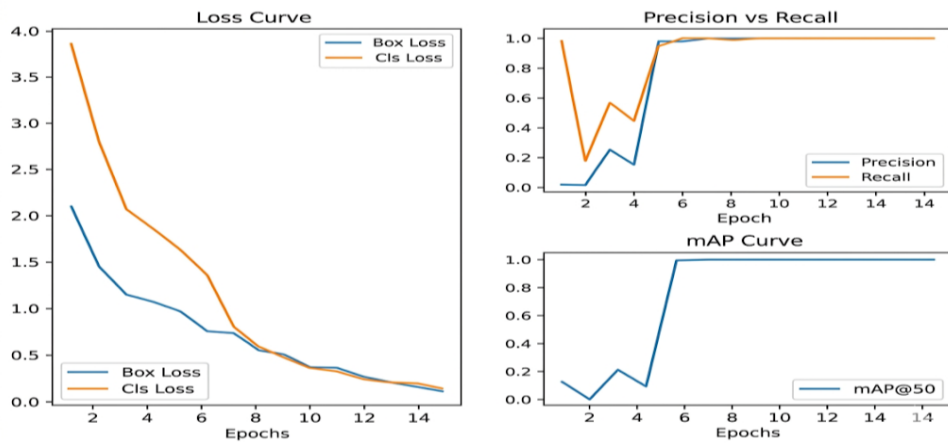 Loss Curve
4.0
3.5
3.0
2.5
2.0
1.5
1.0
0.5
0.0
Box Loss
Cls Loss
Box Loss
Cls Loss
2 4 6 8 10 12 14
Epochs
Precision vs Recall
1.0
0.8
0.6
0.4
0.2
0.0
Precision
Recall
2 4 6 8 10 12 12 14 14
Epoch
mAP Curve
1.0
0.8
0.6
0.4
0.2
0.0
mAP@50
2 4 6 8 10 12 12 14 14
Epochs